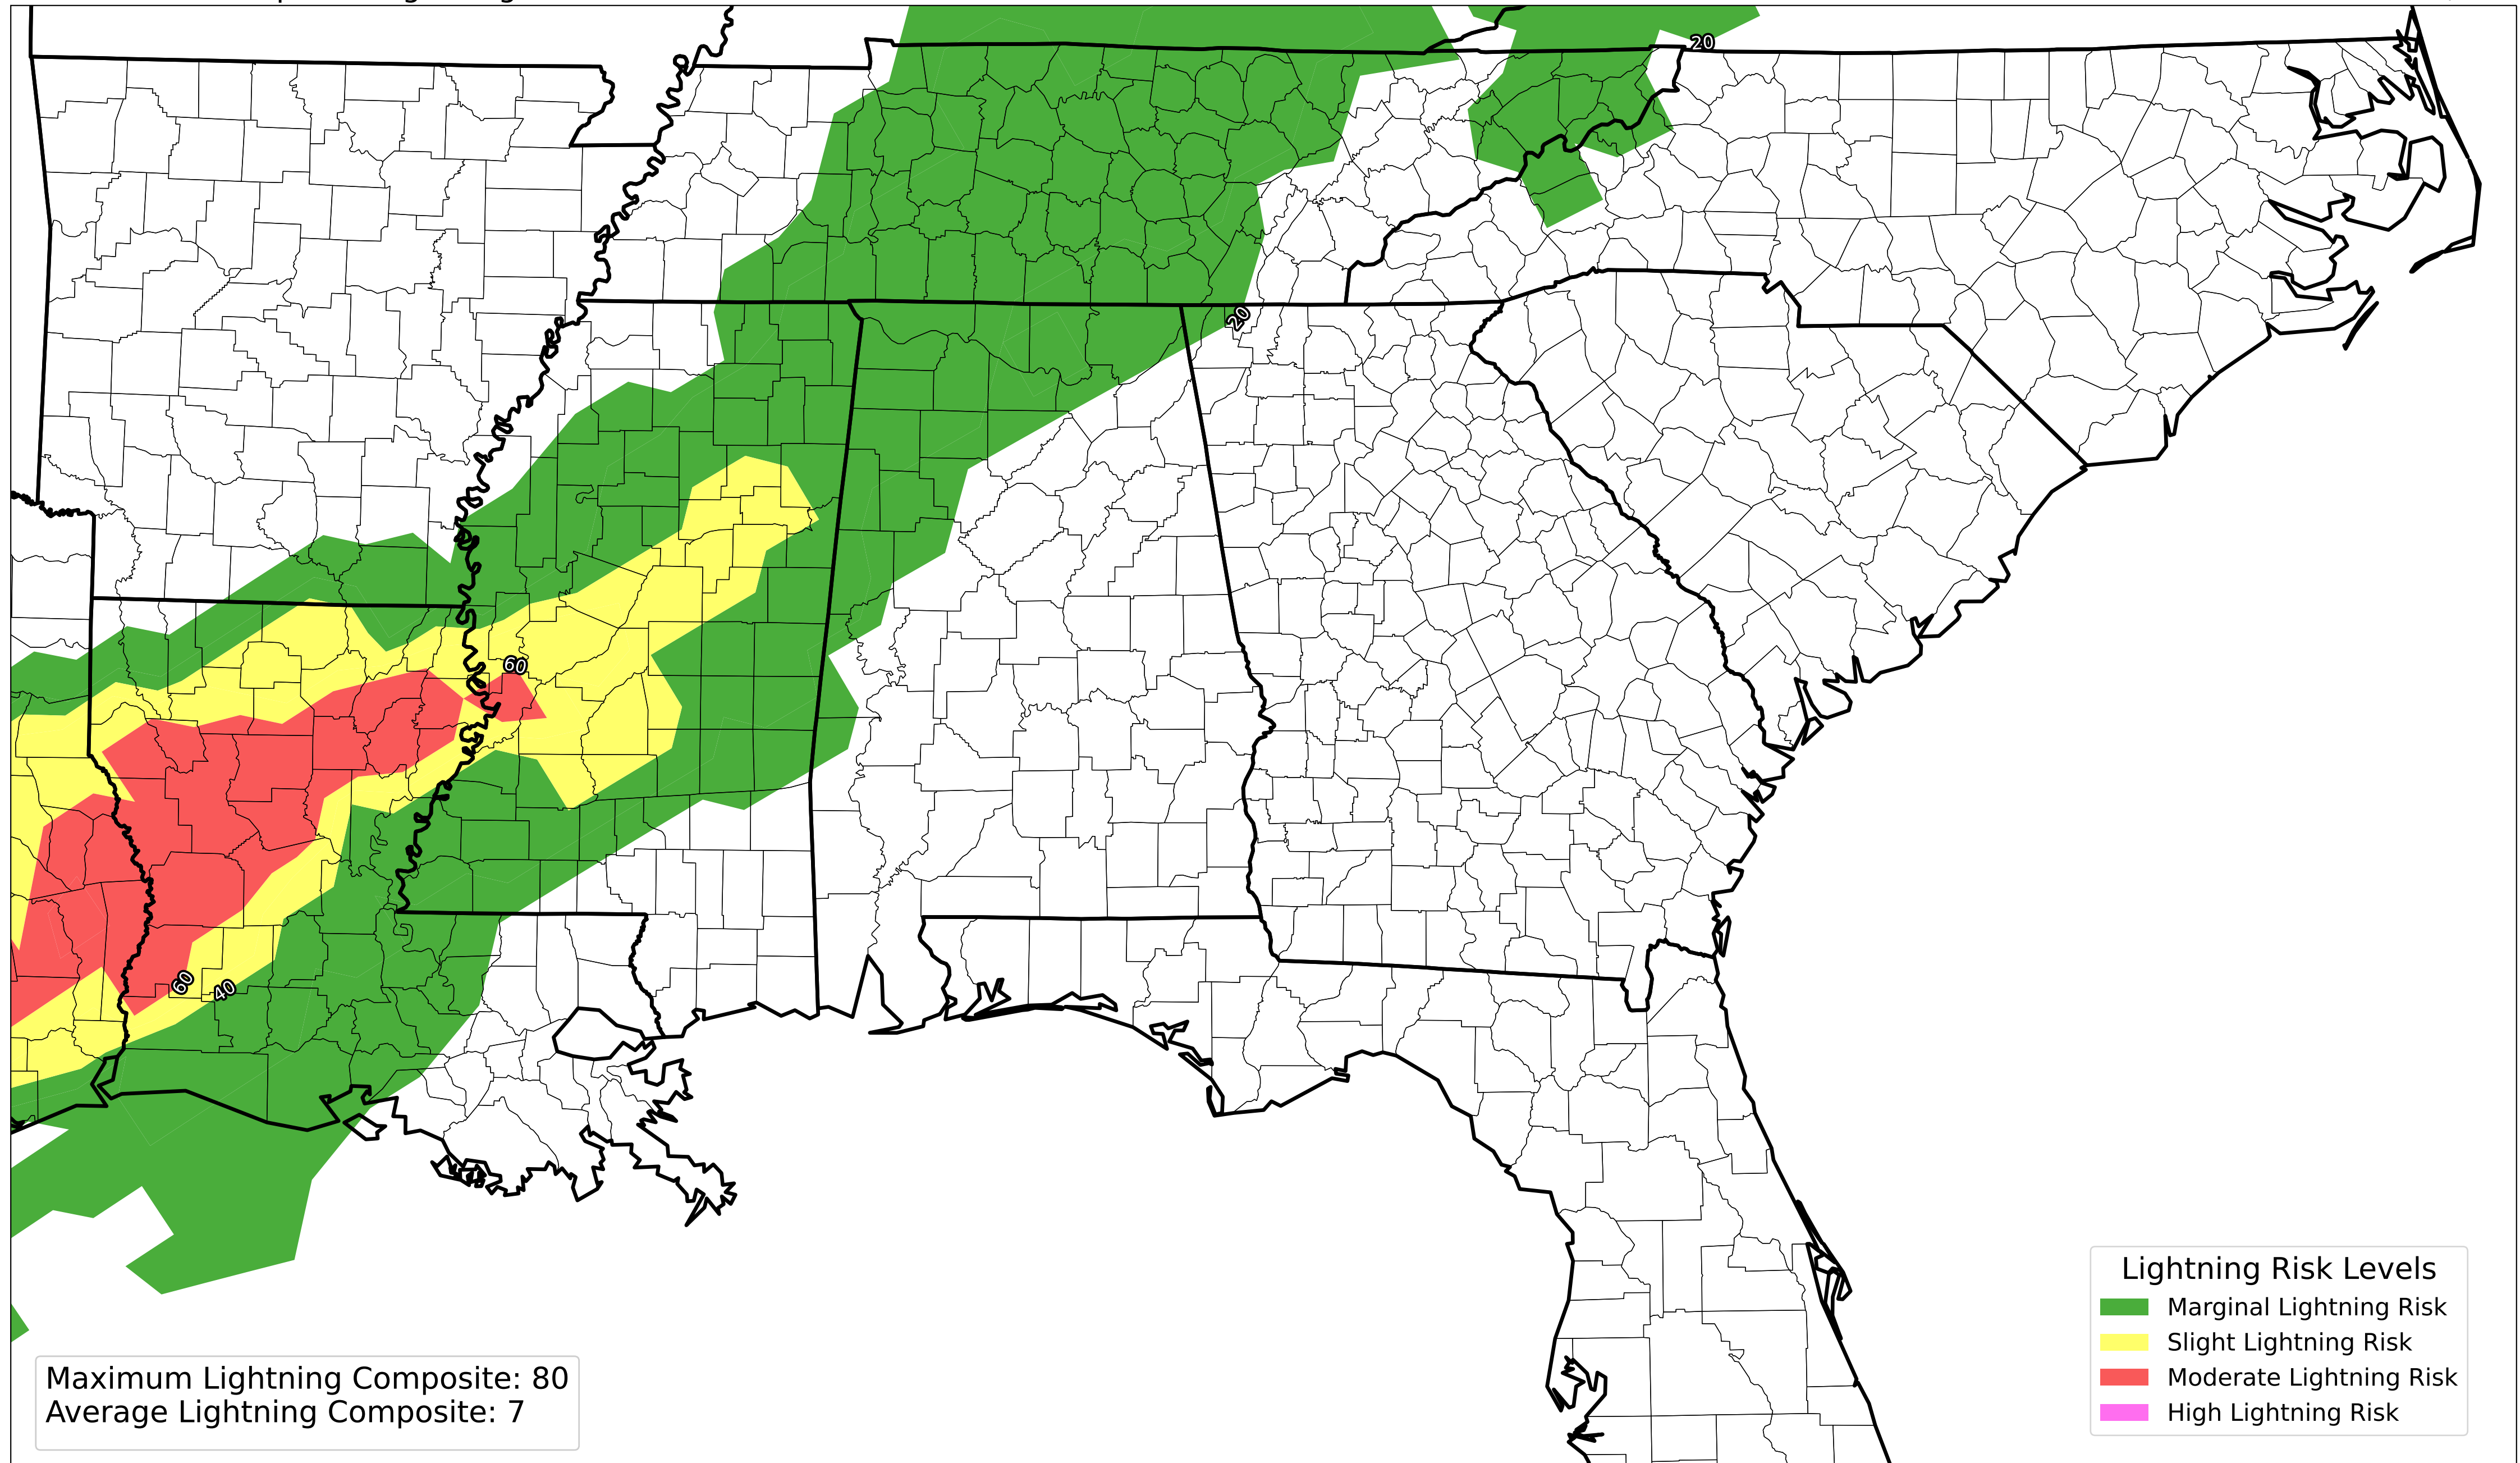 20
20
60
60
40
Lightning Risk Levels
Marginal Lightning Risk
Slight Lightning Risk
Moderate Lightning Risk
High Lightning Risk
Maximum Lightning Composite: 80
Average Lightning Composite: 7